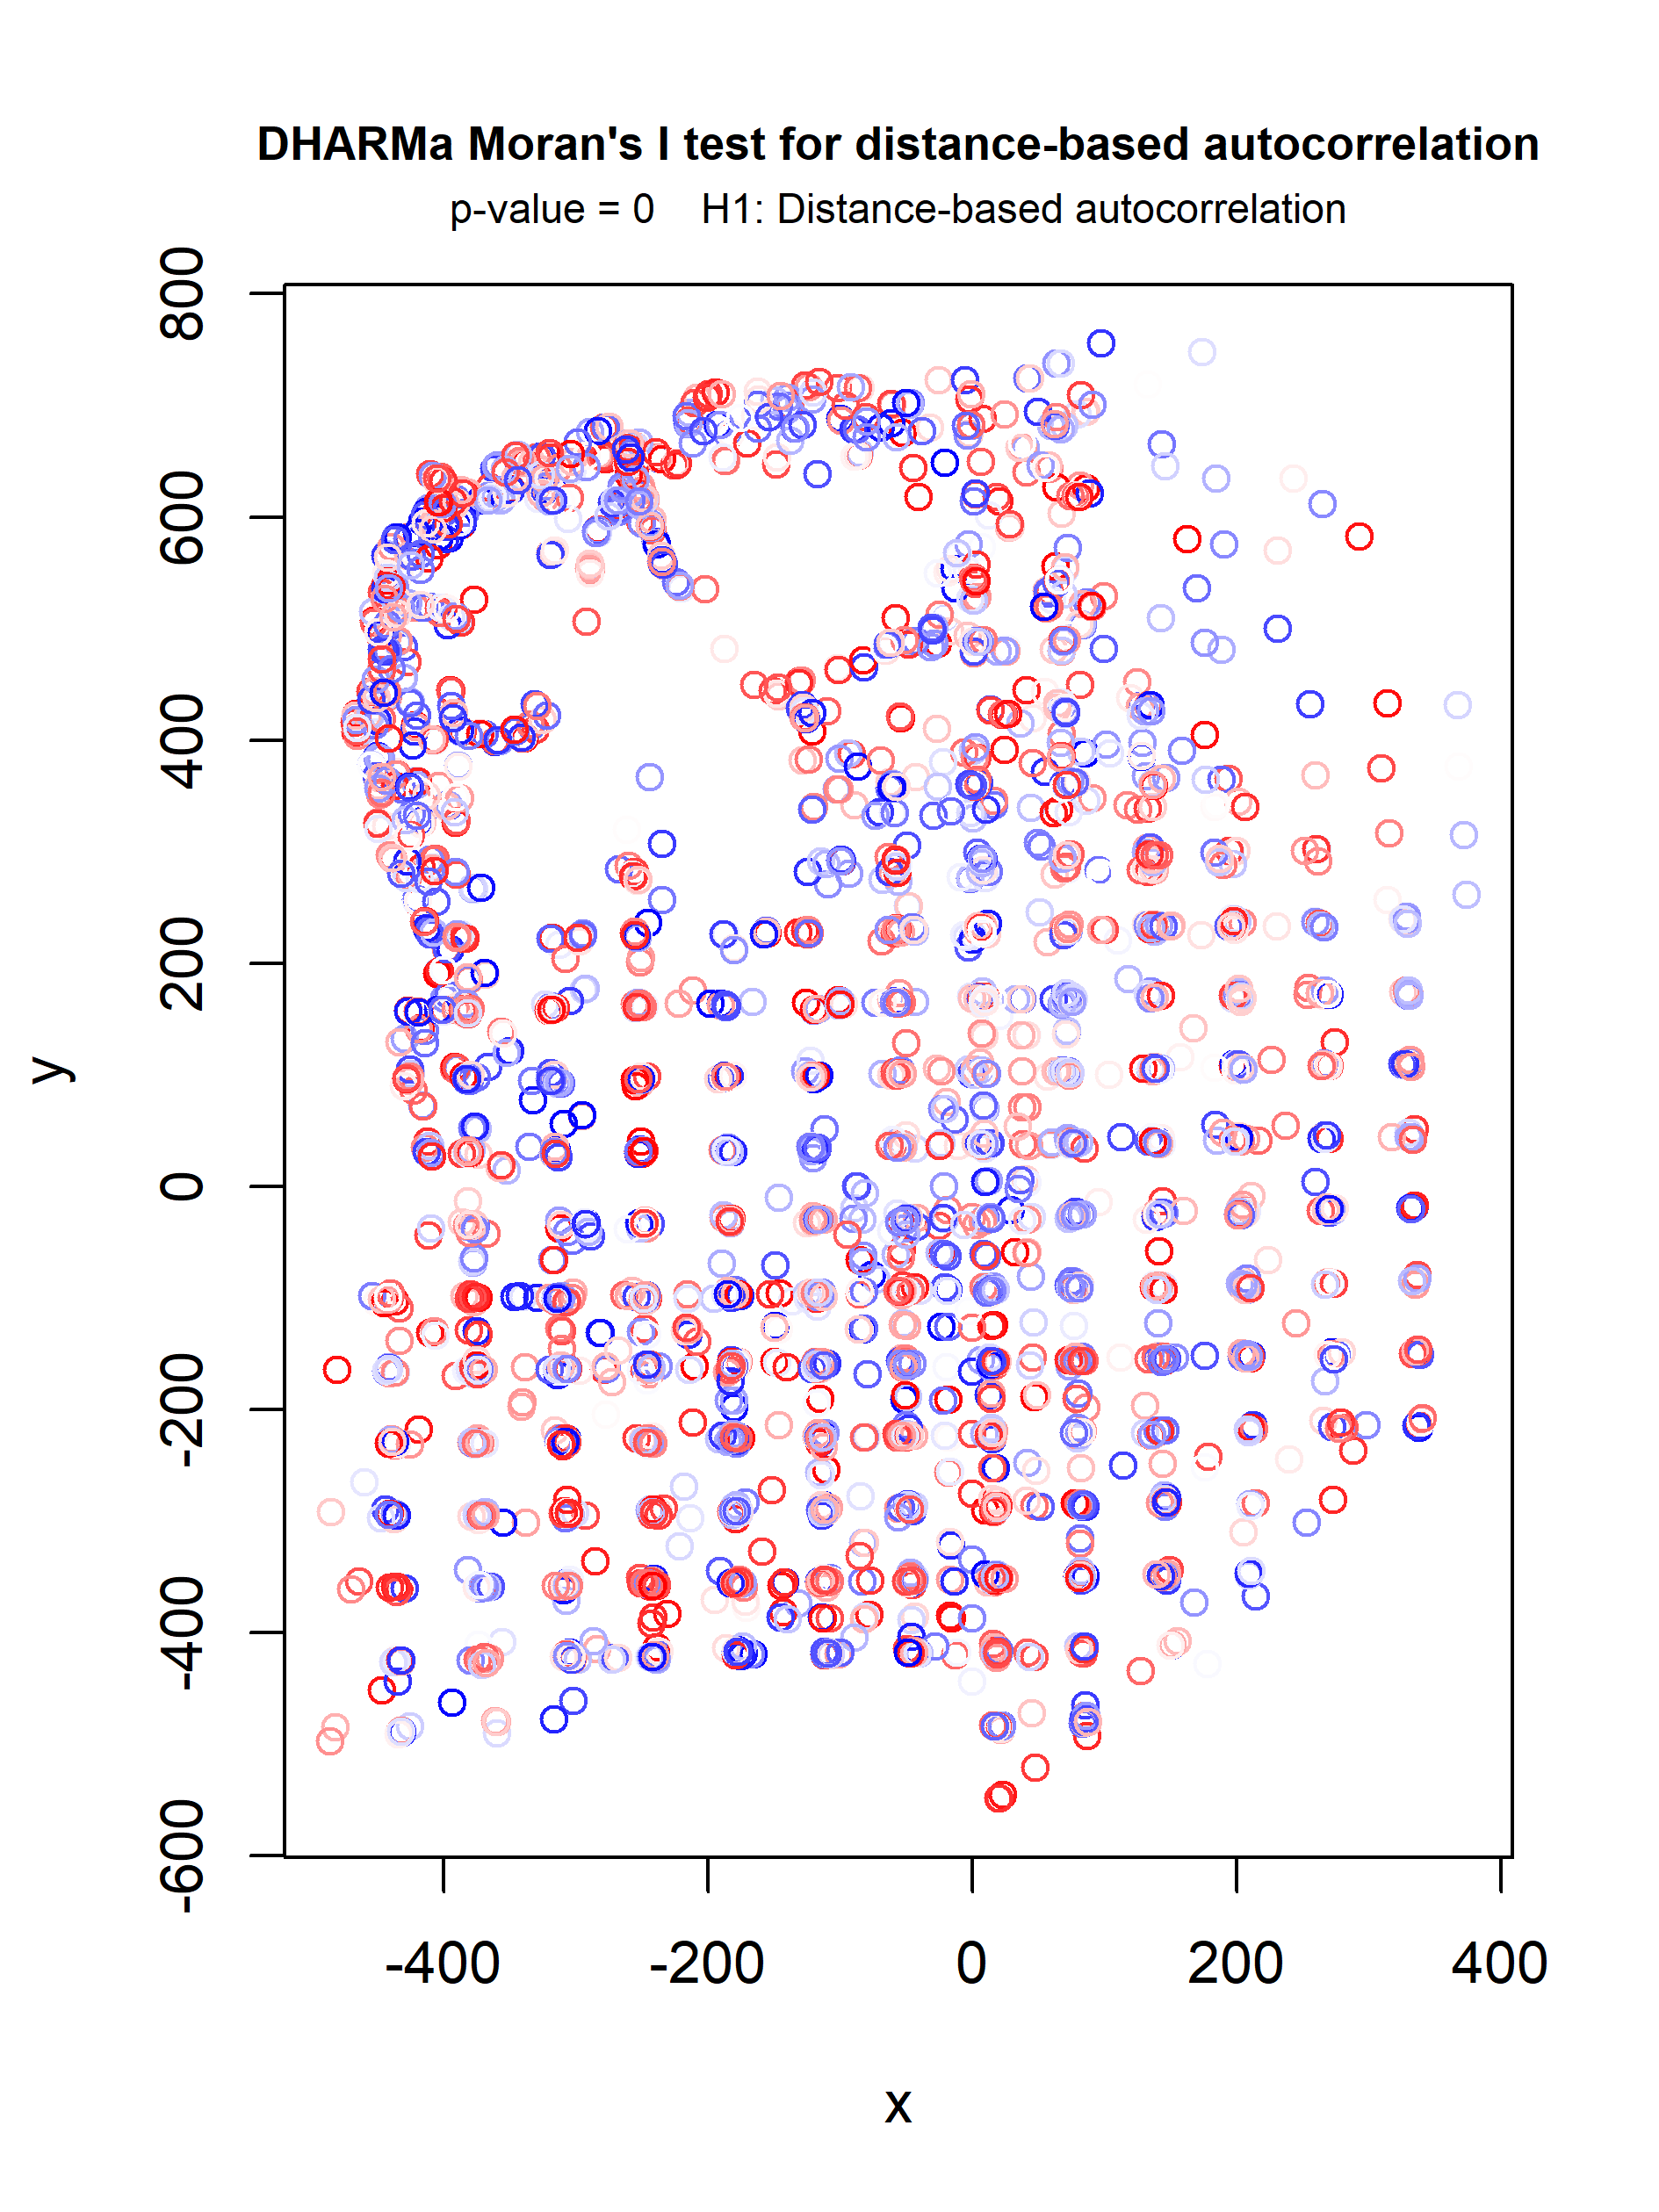 DHARMa Moran's I test for distance-based autocorrelation
p-value = 0 H1: Distance-based autocorrelation
800
600
400
200
0
-200
-400
-600
y
-400 -200 0 200 400
x